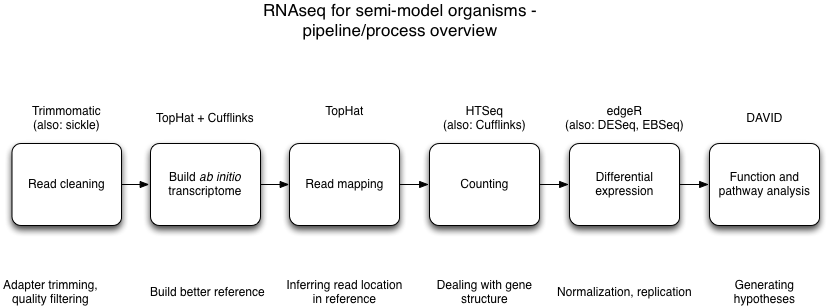 RNAseq for semi-model organisms -
pipeline/process overview
Trimmomatic
(also: sickle)
TopHat + Cufflinks
TopHat
HTSeq
(also: Cufflinks)
edgeR
(also: DESeq, EBSeq)
DAVID
Read cleaning
Build ab initio
transcriptome
Read mapping
Counting
Differential
expression
Function and
pathway analysis
Adapter trimming,
quality filtering
Build better reference
Inferring read location
in reference
Dealing with gene
structure
Normalization, replication
Generating
hypotheses